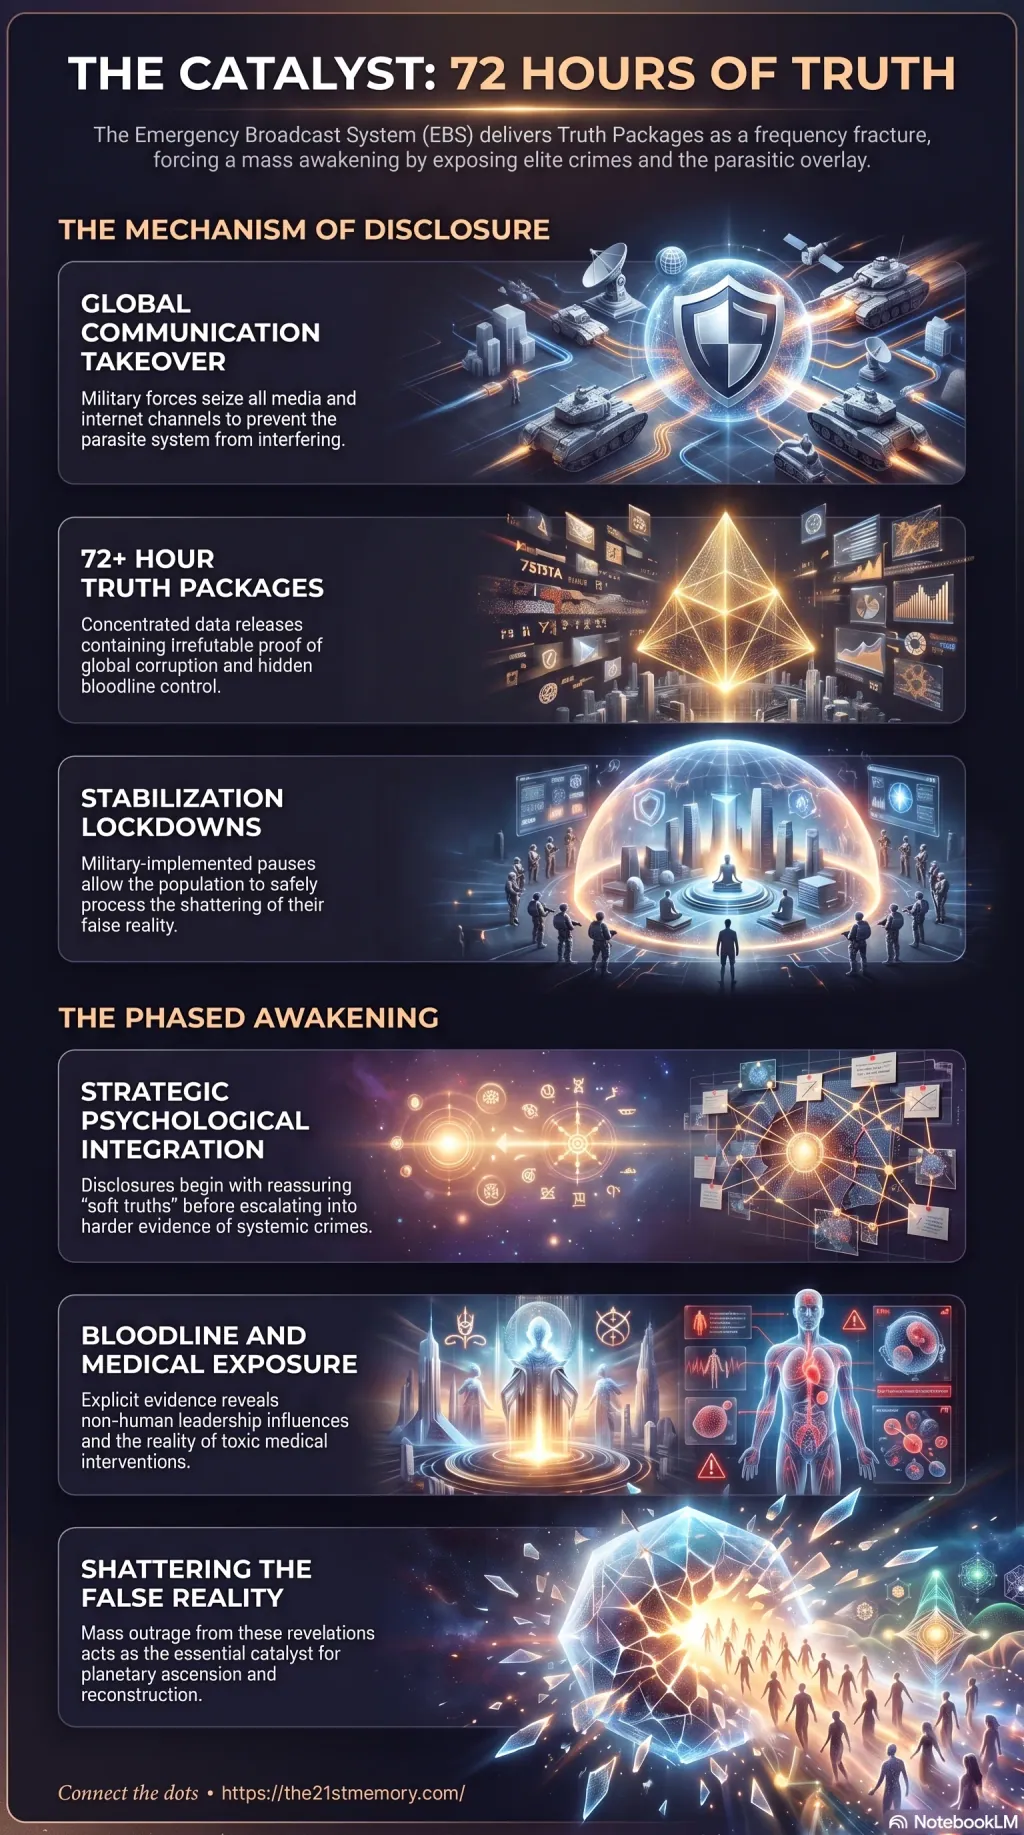 THE CATALYST: 72 HOURS OF TRUTH
The Emergency Broadcast System (EBS) delivers Truth Packages as a frequency fracture,
forcing a mass awakening by exposing elite crimes and the parasitic overlay.
THE MECHANISM OF DISCLOSURE
GLOBAL
COMMUNICATION
TAKEOVER
Military forces seize all media and
internet channels to prevent the
parasite system from interfering.
72+ HOUR
TRUTH PACKAGES
Concentrated data releases
containing irrefutable proof of
global corruption and hidden
bloodline control.
STABILIZATION
LOCKDOWNS
Military-implemented pauses
allow the population to safely
process the shattering of their
false reality.
THE PHASED AWAKENING
STRATEGIC
PSYCHOLOGICAL
INTEGRATION
Disclosures begin with reassuring
“soft truths” before escalating into
harder evidence of systemic crimes.
BLOODLINE AND
MEDICAL EXPOSURE
Explicit evidence reveals
non-human leadership influences
and the reality of toxic medical
interventions.
SHATTERING THE
FALSE REALITY
Mass outrage from these revelations
acts as the essential catalyst for
planetary ascension and
reconstruction.
Connect the dots • https://the21stmemory.com/
NotebookLM